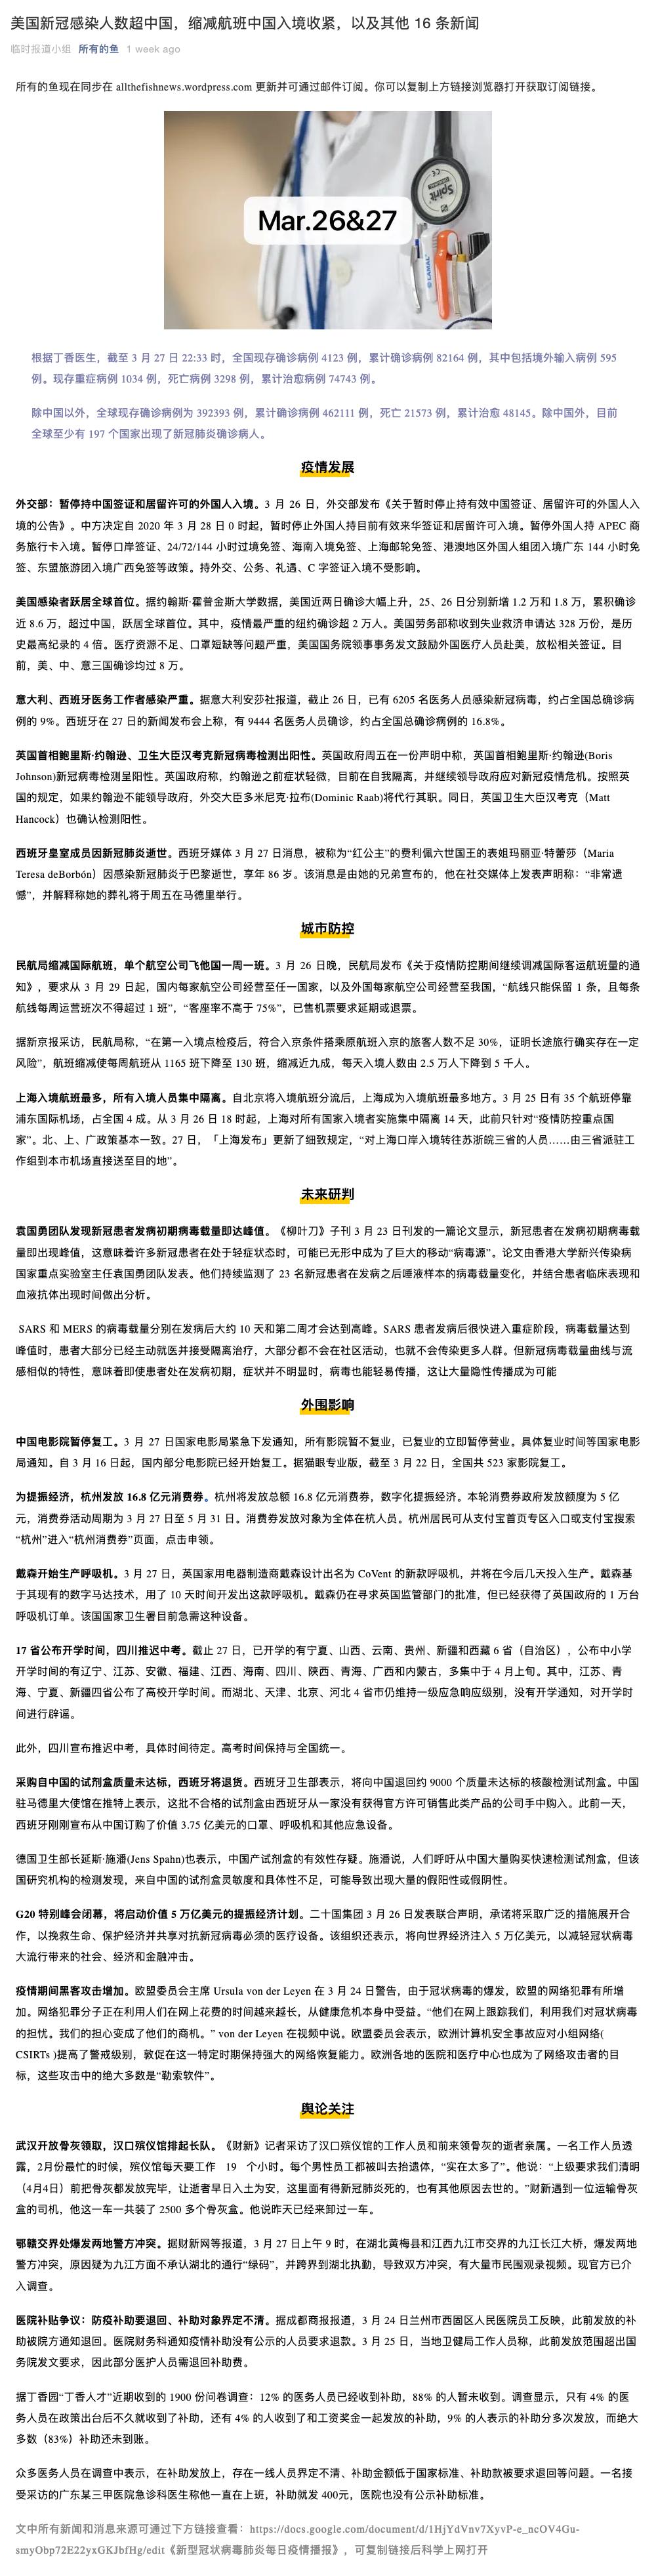 美国新冠感染人数超中国，缩减航班中国入境收紧，以及其他 16 条新闻
临时报道小组 所有的鱼 1 week ago
所有的鱼现在同步在 allthefishnews.wordpress.com 更新并可通过邮件订阅。你可以复制上方链接浏览器打开获取订阅链接。
Spirit
CE
LAMAL
Mar.26&27
根据丁香医生，截至 3 月 27 日 22:33 时，全国现存确诊病例 4123 例，累计确诊病例 82164 例，其中包括境外输入病例 595
例。现存重症病例 1034 例，死亡病例 3298 例，累计治愈病例 74743 例。
除中国以外，全球现存确诊病例为 392393 例，累计确诊病例 462111 例，死亡 21573 例，累计治愈 48145。除中国外，目前
全球至少有 197 个国家出现了新冠肺炎确诊病人。
疫情发展
外交部：暂停持中国签证和居留许可的外国人入境。3 月 26 日，外交部发布《关于暂时停止持有效中国签证、居留许可的外国人入
境的公告》。中方决定自 2020 年 3 月 28 日 0 时起，暂时停止外国人持目前有效来华签证和居留许可入境。暂停外国人持 APEC 商
务旅行卡入境。暂停口岸签证、24/72/144 小时过境免签、海南入境免签、上海邮轮免签、港澳地区外国人组团入境广东 144 小时免
签、东盟旅游团入境广西免签等政策。持外交、公务、礼遇、C 字签证入境不受影响。
美国感染者跃居全球首位。据约翰斯·霍普金斯大学数据，美国近两日确诊大幅上升，25、26 日分别新增 1.2 万和 1.8 万，累积确诊
近 8.6 万，超过中国，跃居全球首位。其中，疫情最严重的纽约确诊超 2 万人。美国劳务部称收到失业救济申请达 328 万份，是历
史最高纪录的 4 倍。医疗资源不足、口罩短缺等问题严重，美国国务院领事事务发文鼓励外国医疗人员赴美，放松相关签证。目
前，美、中、意三国确诊均过 8 万。
意大利、西班牙医务工作者感染严重。据意大利安莎社报道，截止 26 日，已有 6205 名医务人员感染新冠病毒，约占全国总确诊病
例的 9%。西班牙在 27 日的新闻发布会上称，有 9444 名医务人员确诊，约占全国总确诊病例的 16.8%。
英国首相鲍里斯·约翰逊、卫生大臣汉考克新冠病毒检测出阳性。英国政府周五在一份声明中称，英国首相鲍里斯·约翰逊(Boris
Johnson)新冠病毒检测呈阳性。英国政府称，约翰逊之前症状轻微，目前在自我隔离，并继续领导政府应对新冠疫情危机。按照英
国的规定，如果约翰逊不能领导政府，外交大臣多米尼克·拉布(Dominic Raab)将代行其职。同日，英国卫生大臣汉考克（Matt
Hancock）也确认检测阳性。
西班牙皇室成员因新冠肺炎逝世。西班牙媒体 3 月 27 日消息，被称为“红公主”的费利佩六世国王的表姐玛丽亚·特蕾莎（Maria
Teresa deBorbón）因感染新冠肺炎于巴黎逝世，享年 86 岁。该消息是由她的兄弟宣布的，他在社交媒体上发表声明称：“非常遗
憾”，并解释称她的葬礼将于周五在马德里举行。
城市防控
民航局缩减国际航班，单个航空公司飞他国一周一班。3 月 26 日晚，民航局发布《关于疫情防控期间继续调减国际客运航班量的通
知》，要求从 3 月 29 日起，国内每家航空公司经营至任一国家，以及外国每家航空公司经营至我国，“航线只能保留 1 条，且每条
航线每周运营班次不得超过 1 班”，“客座率不高于 75%”，已售机票要求延期或退票。
据新京报采访，民航局称，“在第一入境点检疫后，符合入京条件搭乘原航班入京的旅客人数不足 30%，证明长途旅行确实存在一定
风险”，航班缩减使每周航班从 1165 班下降至 130 班，缩减近九成，每天入境人数由 2.5 万人下降到 5 千人。
上海入境航班最多，所有入境人员集中隔离。自北京将入境航班分流后，上海成为入境航班最多地方。3 月 25 日有 35 个航班停靠
浦东国际机场，占全国 4 成。从 3 月 26 日 18 时起，上海对所有国家入境者实施集中隔离 14 天，此前只针对“疫情防控重点国
家”。北、上、广政策基本一致。27 日，「上海发布」更新了细致规定，“对上海口岸入境转往苏浙皖三省的人员……由三省派驻工
作组到本市机场直接送至目的地”。
未来研判
袁国勇团队发现新冠患者发病初期病毒载量即达峰值。《柳叶刀》子刊 3 月 23 日刊发的一篇论文显示，新冠患者在发病初期病毒载
量即出现峰值，这意味着许多新冠患者在处于轻症状态时，可能已无形中成为了巨大的移动“病毒源”。论文由香港大学新兴传染病
国家重点实验室主任袁国勇团队发表。他们持续监测了 23 名新冠患者在发病之后唾液样本的病毒载量变化，并结合患者临床表现和
血液抗体出现时间做出分析。
SARS 和 MERS 的病毒载量分别在发病后大约 10 天和第二周才会达到高峰。SARS 患者发病后很快进入重症阶段，病毒载量达到
峰值时，患者大部分已经主动就医并接受隔离治疗，大部分都不会在社区活动，也就不会传染更多人群。但新冠病毒载量曲线与流
感相似的特性，意味着即使患者处在发病初期，症状并不明显时，病毒也能轻易传播，这让大量隐性传播成为可能
外围影响
中国电影院暂停复工。3 月 27 日国家电影局紧急下发通知，所有影院暂不复业，已复业的立即暂停营业。具体复业时间等国家电影
局通知。自 3 月 16 日起，国内部分电影院已经开始复工。据猫眼专业版，截至 3 月 22 日，全国共 523 家影院复工。
为提振经济，杭州发放 16.8 亿元消费券。杭州将发放总额 16.8 亿元消费券，数字化提振经济。本轮消费券政府发放额度为 5 亿
元，消费券活动周期为 3 月 27 日至 5 月 31 日。消费券发放对象为全体在杭人员。杭州居民可从支付宝首页专区入口或支付宝搜索
“杭州”进入“杭州消费券”页面，点击申领。
戴森开始生产呼吸机。3 月 27 日，英国家用电器制造商戴森设计出名为 CoVent 的新款呼吸机，并将在今后几天投入生产。戴森基
于其现有的数字马达技术，用了 10 天时间开发出这款呼吸机。戴森仍在寻求英国监管部门的批准，但已经获得了英国政府的 1 万台
呼吸机订单。该国国家卫生署目前急需这种设备。
17 省公布开学时间，四川推迟中考。截止 27 日，已开学的有宁夏、山西、云南、贵州、新疆和西藏 6 省（自治区），公布中小学
开学时间的有辽宁、江苏、安徽、福建、江西、海南、四川、陕西、青海、广西和内蒙古，多集中于 4 月上旬。其中，江苏、青
海、宁夏、新疆四省公布了高校开学时间。而湖北、天津、北京、河北 4 省市仍维持一级应急响应级别，没有开学通知，对开学时
间进行辟谣。
此外，四川宣布推迟中考，具体时间待定。高考时间保持与全国统一。
采购自中国的试剂盒质量未达标，西班牙将退货。西班牙卫生部表示，将向中国退回约 9000 个质量未达标的核酸检测试剂盒。中国
驻马德里大使馆在推特上表示，这批不合格的试剂盒由西班牙从一家没有获得官方许可销售此类产品的公司手中购入。此前一天，
西班牙刚刚宣布从中国订购了价值 3.75 亿美元的口罩、呼吸机和其他应急设备。
德国卫生部长延斯·施潘(Jens Spahn)也表示，中国产试剂盒的有效性存疑。施潘说，人们呼吁从中国大量购买快速检测试剂盒，但该
国研究机构的检测发现，来自中国的试剂盒灵敏度和具体性不足，可能导致出现大量的假阳性或假阴性。
G20 特别峰会闭幕，将启动价值 5 万亿美元的提振经济计划。二十国集团 3 月 26 日发表联合声明，承诺将采取广泛的措施展开合
作，以挽救生命、保护经济并共享对抗新冠病毒必须的医疗设备。该组织还表示，将向世界经济注入 5 万亿美元，以减轻冠状病毒
大流行带来的社会、经济和金融冲击。
疫情期间黑客攻击增加。欧盟委员会主席 Ursula von der Leyen 在 3 月 24 日警告，由于冠状病毒的爆发，欧盟的网络犯罪有所增
加。网络犯罪分子正在利用人们在网上花费的时间越来越长，从健康危机本身中受益。“他们在网上跟踪我们，利用我们对冠状病毒
的担忧。我们的担心变成了他们的商机。” von der Leyen 在视频中说。欧盟委员会表示，欧洲计算机安全事故应对小组网络(
CSIRTs )提高了警戒级别，敦促在这一特定时期保持强大的网络恢复能力。欧洲各地的医院和医疗中心也成为了网络攻击者的目
标，这些攻击中的绝大多数是“勒索软件”。
舆论关注
武汉开放骨灰领取，汉口殡仪馆排起长队。《财新》记者采访了汉口殡仪馆的工作人员和前来领骨灰的逝者亲属。一名工作人员透
露，2月份最忙的时候，殡仪馆每天要工作 19 个小时。每个男性员工都被叫去抬遗体，“实在太多了”。他说：“上级要求我们清明
（4月4日）前把骨灰都发放完毕，让逝者早日入土为安，这里面有得新冠肺炎死的，也有其他原因去世的。”财新遇到一位运输骨灰
盒的司机，他这一车一共装了 2500 多个骨灰盒。他说昨天已经来卸过一车。
鄂赣交界处爆发两地警方冲突。据财新网等报道，3 月 27日上午 9 时，在湖北黄梅县和江西九江市交界的九江长江大桥，爆发两地
警方冲突，原因疑为九江方面不承认湖北的通行“绿码”，并跨界到湖北执勤，导致双方冲突，有大量市民围观录视频。现官方已介
入调查。
医院补贴争议：防疫补助要退回、补助对象界定不清。据成都商报报道，3 月 24 日兰州市西固区人民医院员工反映，此前发放的补
助被院方通知退回。医院财务科通知疫情补助没有公示的人员要求退款。3 月 25 日，当地卫健局工作人员称，此前发放范围超出国
务院发文要求，因此部分医护人员需退回补助费。
据丁香园“丁香人才”近期收到的 1900 份问卷调查：12% 的医务人员已经收到补助，88% 的人暂未收到。调查显示，只有 4% 的医
务人员在政策出台后不久就收到了补助，还有 4% 的人收到了和工资奖金一起发放的补助，9% 的人表示的补助分多次发放，而绝大
多数（83%）补助还未到账。
众多医务人员在调查中表示，在补助发放上，存在一线人员界定不清、补助金额低于国家标准、补助款被要求退回等问题。一名接
受采访的广东某三甲医院急诊科医生称他一直在上班，补助就发 400元，医院也没有公示补助标准。
文中所有新闻和消息来源可通过下方链接查看：https://docs.google.com/document/d/1HjYdVnv7XyvP-e_ncOV4Gu-
smyObp72E22yxGKJbfHg/edit《新型冠状病毒肺炎每日疫情播报》，可复制链接后科学上网打开